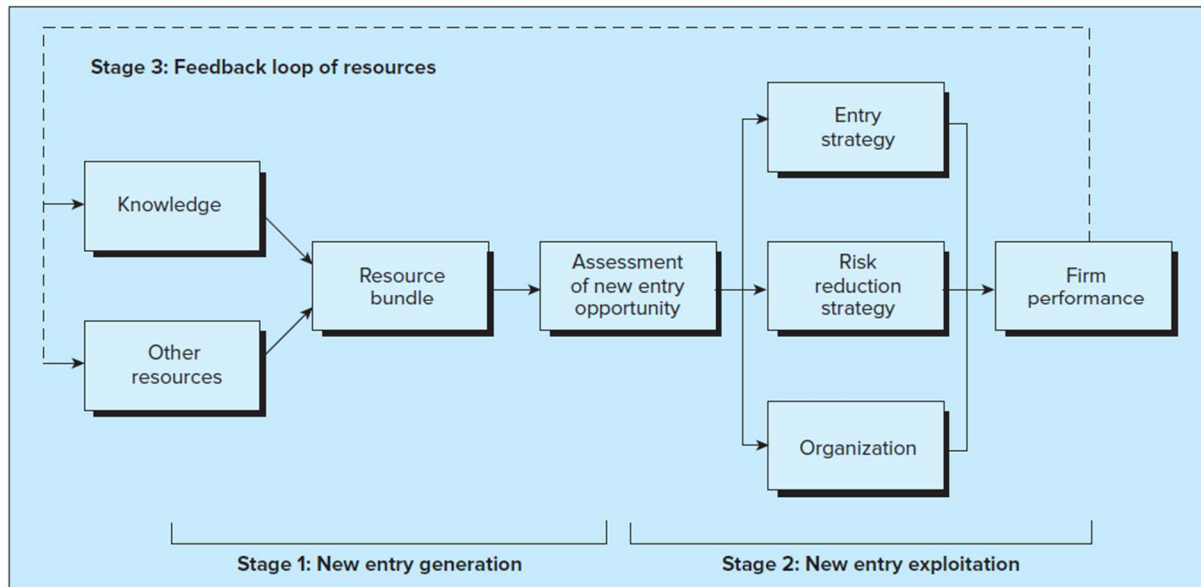 Stage 3: Feedback loop of resources
Knowledge
Other
resources
Resource
bundle
Assessment
of new entry
opportunity
Entry
strategy
Risk
reduction
strategy
Organization
Firm
performance
Stage 1: New entry generation
Stage 2: New entry exploitation